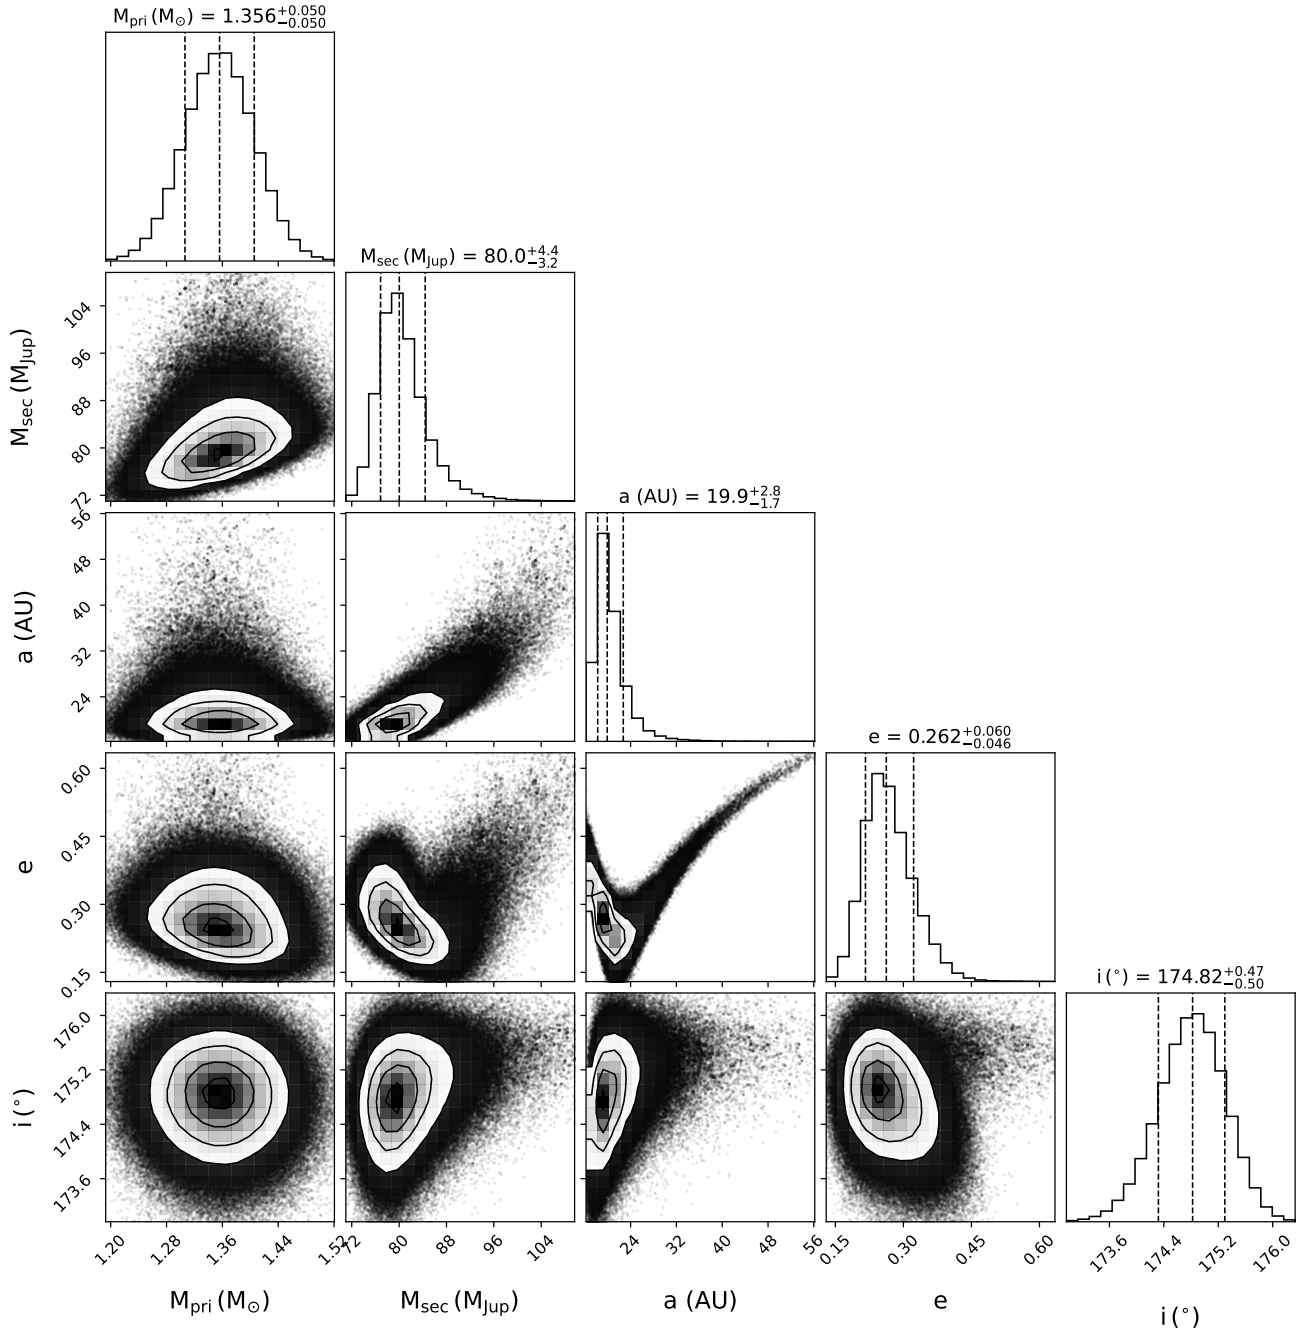 M_pri (M_⊙) = 1.356 +0.050 −0.050
M_sec (M_Jup) = 80.0 +4.4 −3.2
104
96
88
80
72
M_sec (M_Jup)
a (AU) = 19.9 +2.8 −1.7
56
48
40
32
24
a (AU)
e = 0.262 +0.060 −0.046
0.60
0.45
0.30
0.15
e
i (°) = 174.82 +0.47 −0.50
176.0
175.2
174.4
173.6
i (°)
1.20 1.28 1.36 1.44 1.52
72 80 88 96 104
24 32 40 48 56
0.15 0.30 0.45 0.60
173.6 174.4 175.2 176.0
M_pri (M_⊙)
M_sec (M_Jup)
a (AU)
e
i (°)